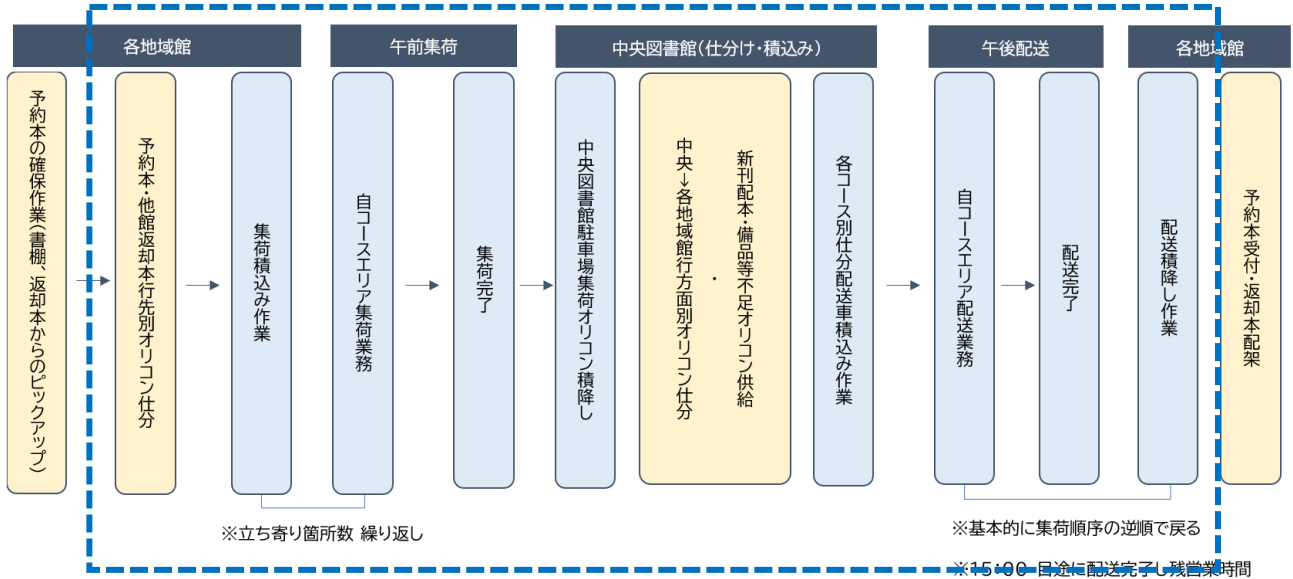 各地域館
午前集荷
中央図書館(仕分け・積込み)
午後配送
各地域館
予約本の確保作業(書棚、返却本からのピックアップ)
予約本・他館返却本行先別オリコン仕分
集荷積込み作業
自コースエリア集荷業務
集荷完了
中央図書館駐車場集荷オリコン積降し
新刊配本・備品等不足オリコン供給
・
中央→各地域館行方面別オリコン仕分
各コース別仕分配送車積込み作業
自コースエリア配送業務
配送完了
配送積降し作業
予約本受付・返却本配架
※立ち寄り箇所数 繰り返し
※基本的に集荷順序の逆順で戻る
※15:00 目途に配送完了し残営業時間